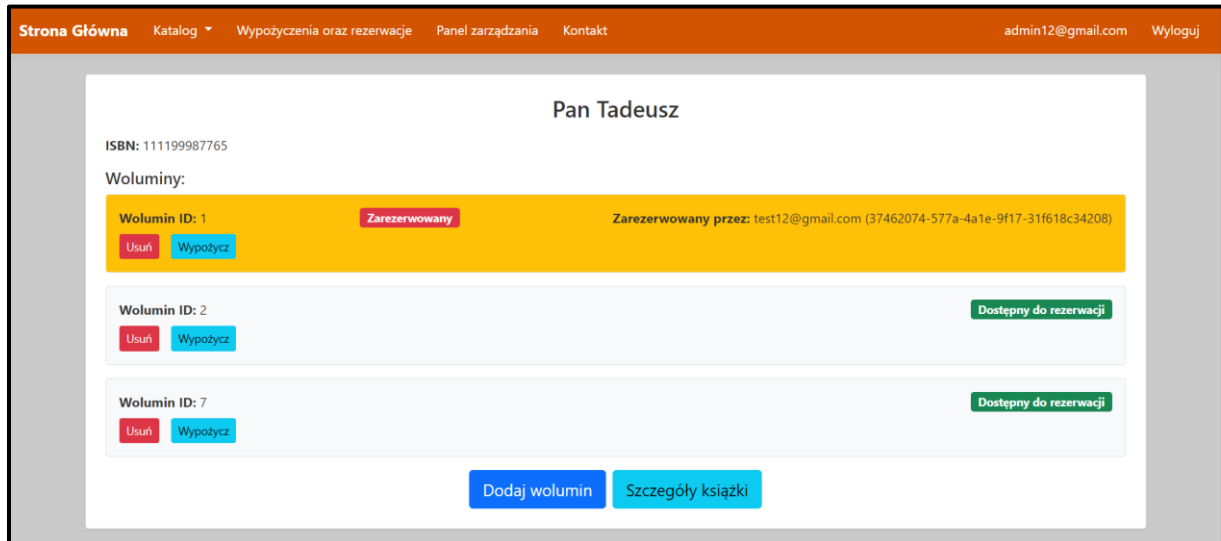 Strona Główna Katalog Wypożyczenia oraz rezerwacje Panel zarządzania Kontakt admin12@gmail.com Wyloguj
Pan Tadeusz
ISBN: 111199987765
Woluminy:
Wolumin ID: 1 Zarezerwowany Zarezerwowany przez: test12@gmail.com (37462074-577a-4a1e-9f17-31f618c34208)
Usuń Wypożycz
Wolumin ID: 2 Dostępny do rezerwacji
Usuń Wypożycz
Wolumin ID: 7 Dostępny do rezerwacji
Usuń Wypożycz
Dodaj wolumin Szczegóły książki